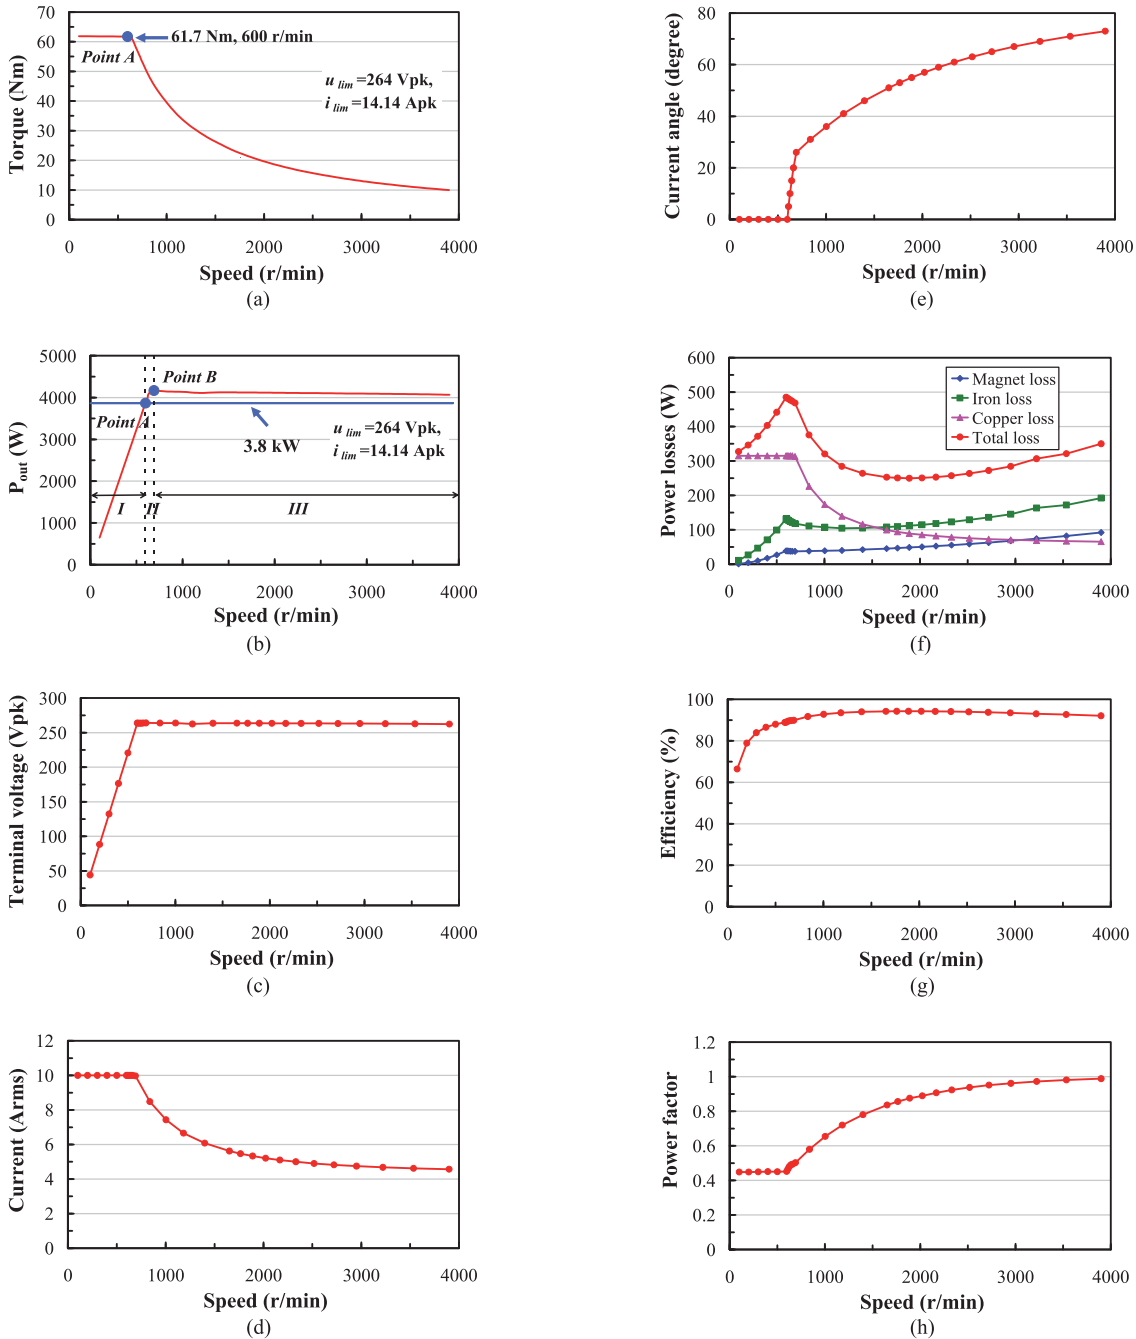 70
60
50
40
30
20
10
0
Torque (Nm)
61.7 Nm, 600 r/min
Point A
u lim =264 Vpk,
i lim =14.14 Apk
0 1000 2000 3000 4000
Speed (r/min)
(a)
80
60
40
20
0
Current angle (degree)
0 1000 2000 3000 4000
Speed (r/min)
(e)
5000
4000
3000
2000
1000
0
Pout (W)
Point B
Point A
3.8 kW
u lim =264 Vpk,
i lim =14.14 Apk
I II III
0 1000 2000 3000 4000
Speed (r/min)
(b)
600
500
400
300
200
100
0
Power losses (W)
Magnet loss
Iron loss
Copper loss
Total loss
0 1000 2000 3000 4000
Speed (r/min)
(f)
300
250
200
150
100
50
0
Terminal voltage (Vpk)
0 1000 2000 3000 4000
Speed (r/min)
(c)
100
80
60
40
20
0
Efficiency (%)
0 1000 2000 3000 4000
Speed (r/min)
(g)
12
10
8
6
4
2
0
Current (Arms)
0 1000 2000 3000 4000
Speed (r/min)
(d)
1.2
1
0.8
0.6
0.4
0.2
0
Power factor
0 1000 2000 3000 4000
Speed (r/min)
(h)